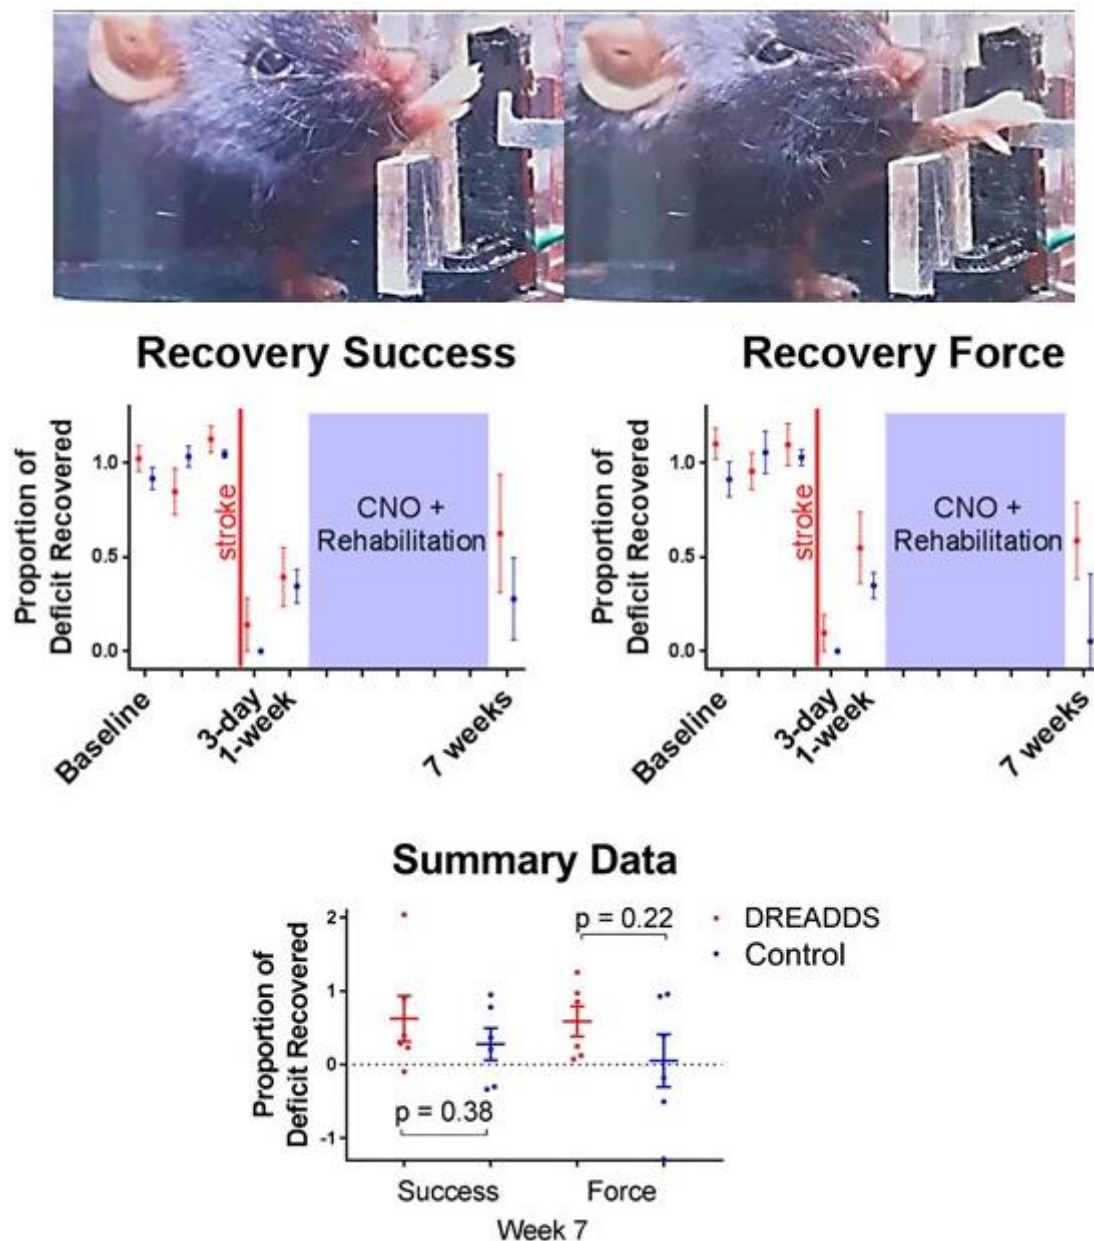 Recovery Success
Proportion of
Deficit Recovered
1.0
0.5
0.0
stroke
CNO +
Rehabilitation
Baseline
3-day
1-week
7 weeks
Recovery Force
Proportion of
Deficit Recovered
1.0
0.5
0.0
stroke
CNO +
Rehabilitation
Baseline
3-day
1-week
7 weeks
Summary Data
Proportion of
Deficit Recovered
2
1
0
-1
p = 0.22
p = 0.38
DREADDS
Control
Success
Force
Week 7